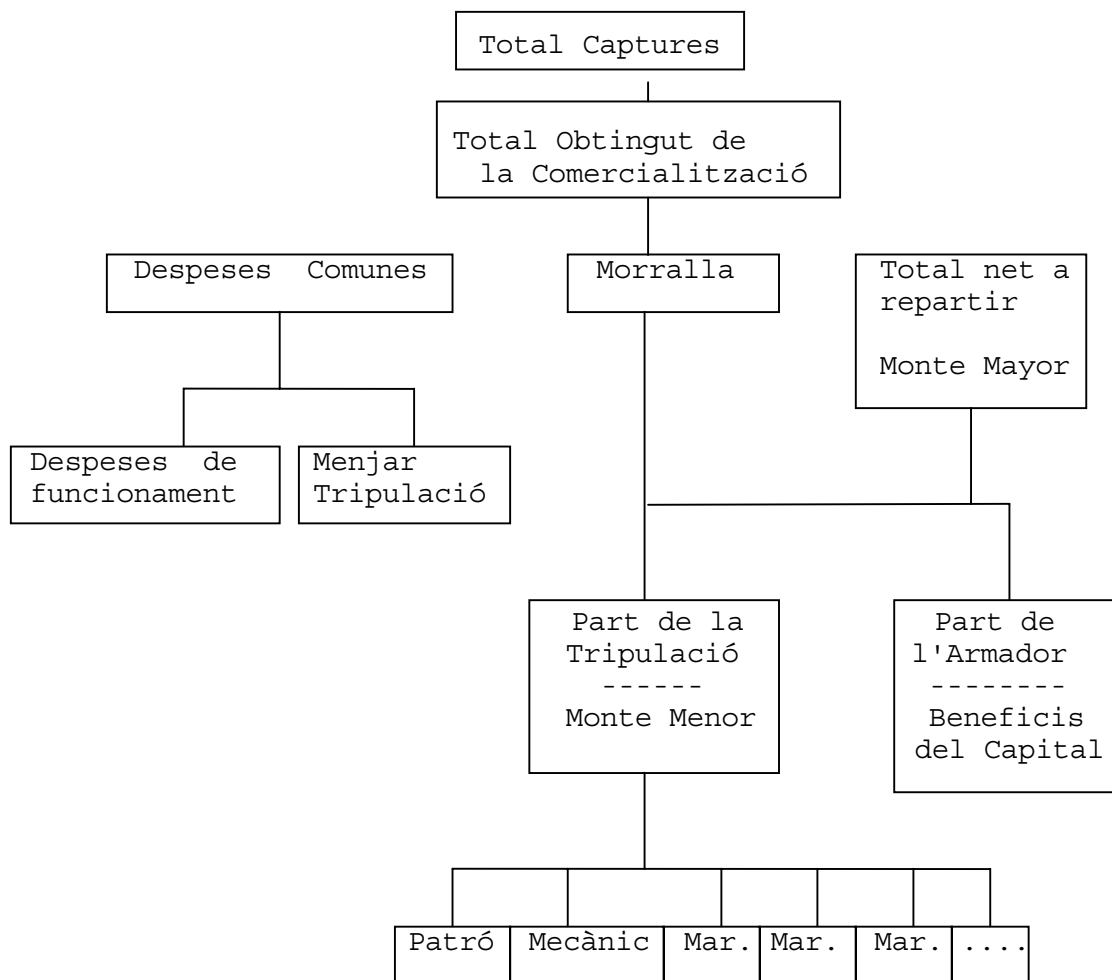 Total Captures
Total Obtingut de
la Comercialització
Despeses Comunes
Morralla
Total net a
repartir
Monte Mayor
Despeses de
funcionament
Menjar
Tripulació
Part de la
Tripulació
------
Monte Menor
Part de
l'Armador
--------
Beneficis
del Capital
Patró
Mecànic
Mar.
Mar.
Mar.
....